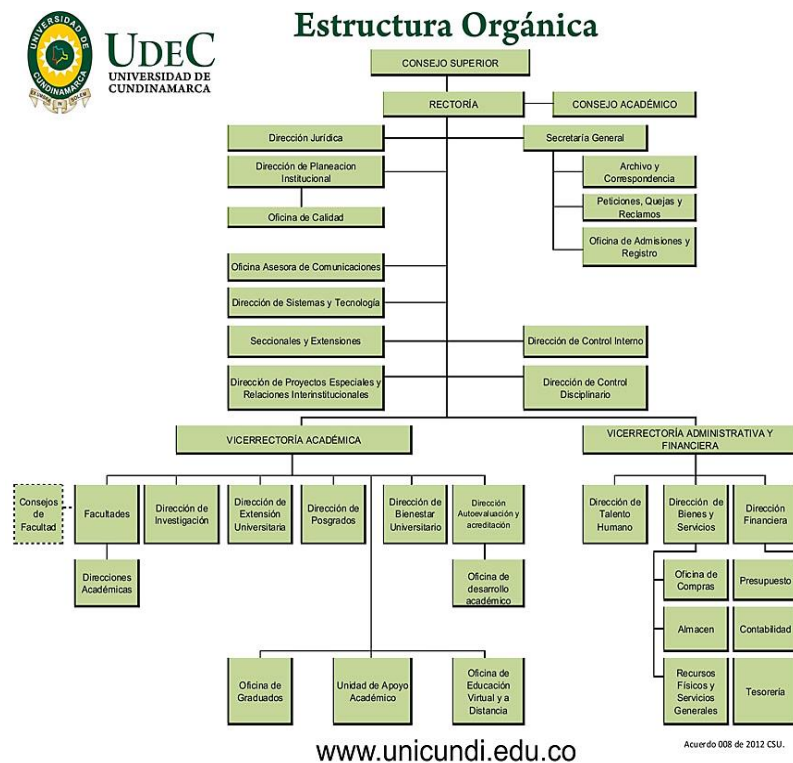 Estructura Orgánica
UNIVERSIDAD DE CUNDINAMARCA
UDEC
UNIVERSIDAD DE
CUNDINAMARCA
CONSEJO SUPERIOR
RECTORÍA
CONSEJO ACADÉMICO
Dirección Jurídica
Secretaría General
Dirección de Planeacion
Institucional
Archivo y
Correspondencia
Oficina de Calidad
Peticiones, Quejas y
Reclamos
Oficina de Admisiones y
Registro
Oficina Asesora de Comunicaciones
Dirección de Sistemas y Tecnología
Seccionales y Extensiones
Dirección de Control Interno
Dirección de Proyectos Especiales y
Relaciones Interinstitucionales
Dirección de Control
Disciplinario
VICERRECTORÍA ACADÉMICA
VICERRECTORÍA ADMINISTRATIVA Y
FINANCIERA
Consejos
de
Facultad
Facultades
Dirección de
Investigación
Dirección de
Extensión
Universitaria
Dirección de
Posgrados
Dirección de
Bienestar
Universitario
Dirección
Autoevaluación y
acreditación
Dirección de
Talento
Humano
Dirección de
Bienes y
Servicios
Dirección
Financiera
Direcciones
Académicas
Oficina de
desarrollo
académico
Oficina de
Compras
Presupuesto
Almacen
Contabilidad
Oficina de
Graduados
Unidad de Apoyo
Académico
Oficina de
Educación
Virtual y a
Distancia
Recursos
Físicos y
Servicios
Generales
Tesorería
www.unicundi.edu.co
Acuerdo 008 de 2012 CSU.